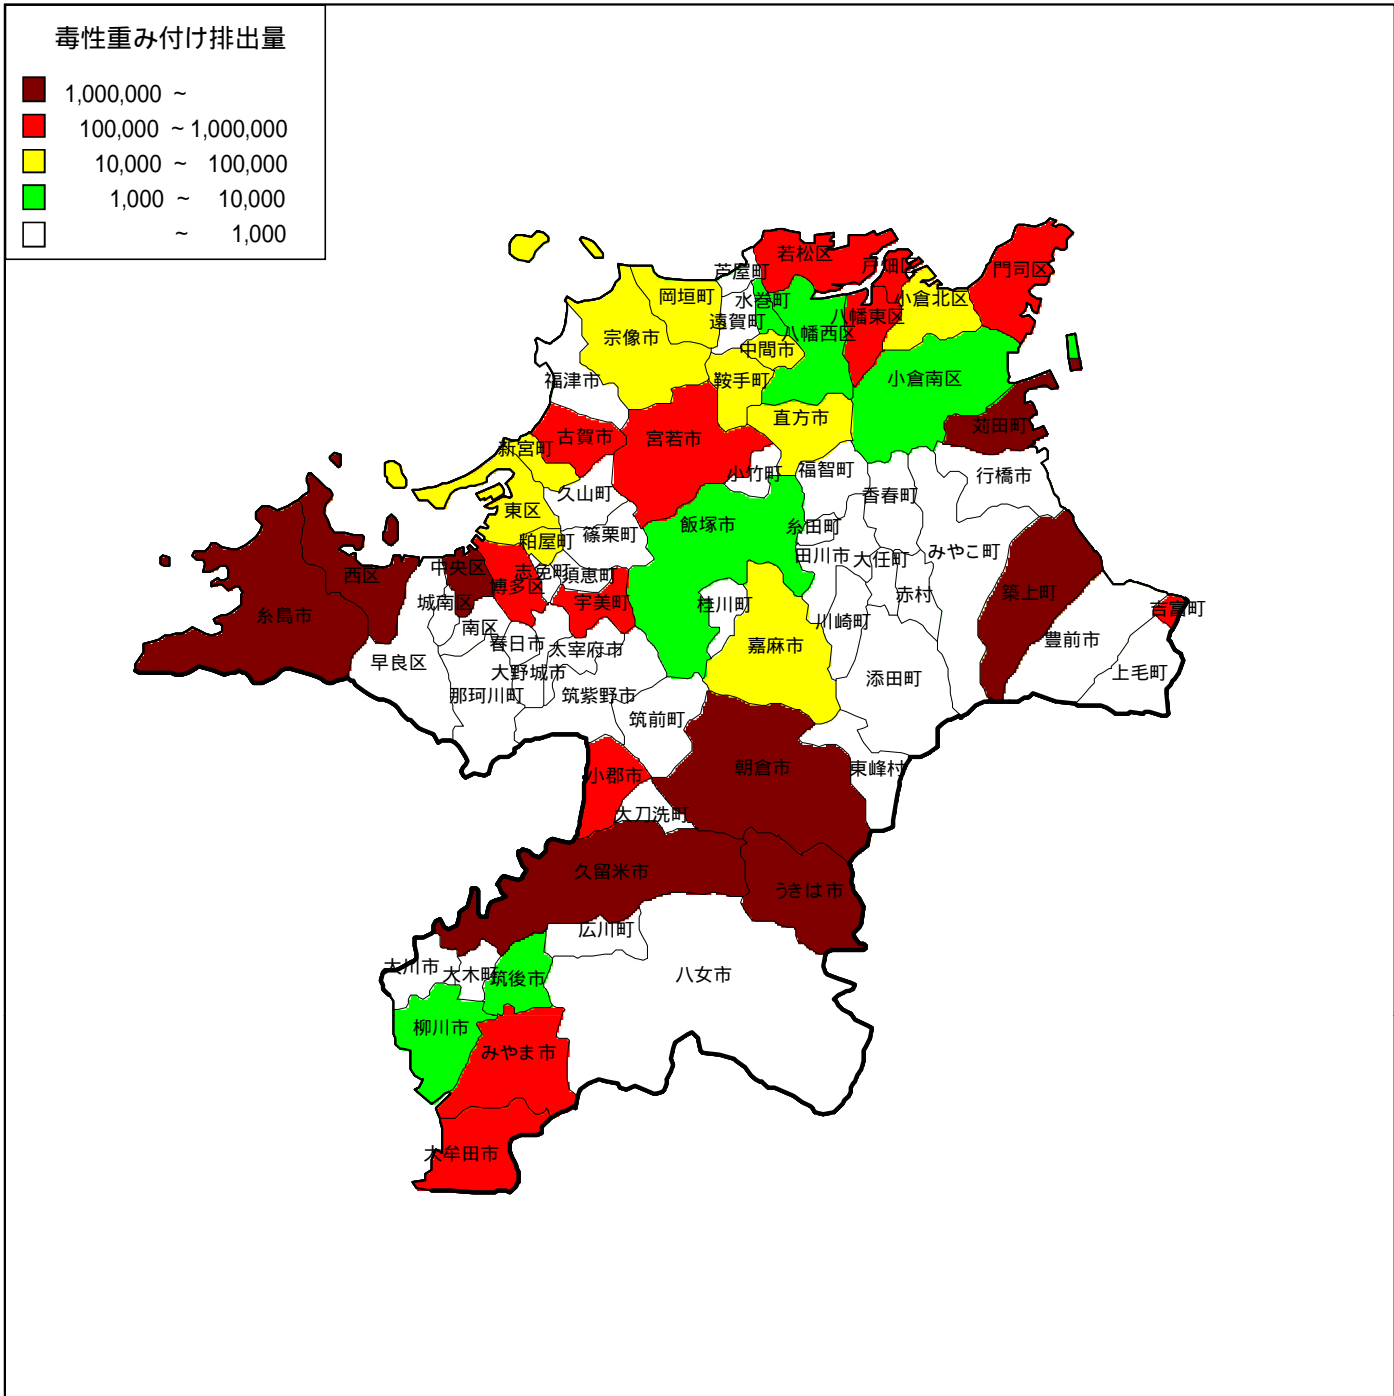 毒性重み付け排出量
1,000,000 ~
100,000 ~ 1,000,000
10,000 ~ 100,000
1,000 ~ 10,000
~ 1,000
若松区
戸畑区
門司区
芦屋町
岡垣町
水巻町
小倉北区
遠賀町
八幡東区
八幡西区
宗像市
中間市
鞍手町
小倉南区
福津市
直方市
苅田町
古賀市
宮若市
新宮町
小竹町
福智町
行橋市
久山町
香春町
東区
飯塚市
糸田町
篠栗町
粕屋町
みやこ町
田川市
大任町
中央区
志免町
須恵町
西区
博多区
赤村
築上町
城南区
宇美町
桂川町
吉富町
糸島市
川崎町
南区
豊前市
春日市
太宰府市
嘉麻市
早良区
大野城市
上毛町
添田町
那珂川町
筑紫野市
筑前町
朝倉市
東峰村
小郡市
大刀洗町
久留米市
うきは市
広川町
大川市
大木町
筑後市
八女市
柳川市
みやま市
大牟田市